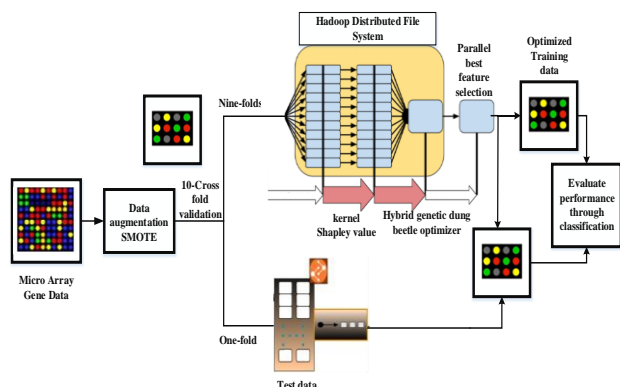 Hadoop Distributed File
System
Parallel
best
feature
selection
Optimized
Training
data
Nine-folds
10-Cross
fold
validation
Data
augmentation
SMOTE
Micro Array
Gene Data
kernel
Shapley value
Hybrid genetic dung
beetle optimizer
Evaluate
performance
through
classification
One-fold
Test data